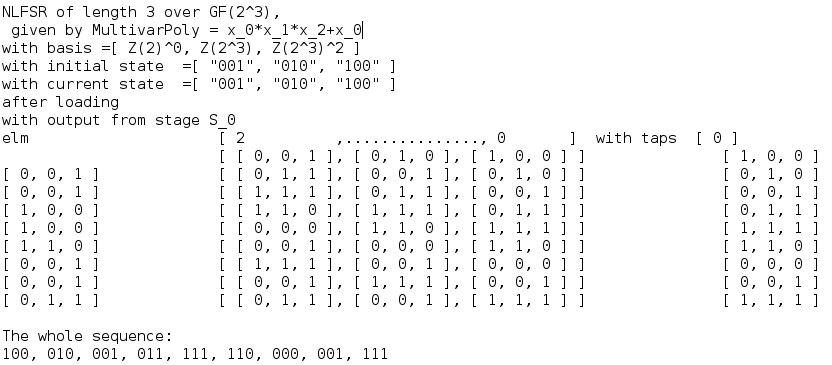 NLFSR of length 3 over GF(2^3),
 given by MultivarPoly = x_0*x_1*x_2+x_0
with basis =[ Z(2)^0, Z(2^3), Z(2^3)^2 ]
with initial state  =[ "001", "010", "100" ]
with current state  =[ "001", "010", "100" ]
after loading
with output from stage S_0
elm                     [ 2          ,..............., 0       ]  with taps  [ 0 ]
                        [ [ 0, 0, 1 ], [ 0, 1, 0 ], [ 1, 0, 0 ] ]               [ 1, 0, 0 ]
[ 0, 0, 1 ]             [ [ 0, 1, 1 ], [ 0, 0, 1 ], [ 0, 1, 0 ] ]               [ 0, 1, 0 ]
[ 0, 0, 1 ]             [ [ 1, 1, 1 ], [ 0, 1, 1 ], [ 0, 0, 1 ] ]               [ 0, 0, 1 ]
[ 1, 0, 0 ]             [ [ 1, 1, 0 ], [ 1, 1, 1 ], [ 0, 1, 1 ] ]               [ 0, 1, 1 ]
[ 1, 0, 0 ]             [ [ 0, 0, 0 ], [ 1, 1, 0 ], [ 1, 1, 1 ] ]               [ 1, 1, 1 ]
[ 1, 1, 0 ]             [ [ 0, 0, 1 ], [ 0, 0, 0 ], [ 1, 1, 0 ] ]               [ 1, 1, 0 ]
[ 0, 0, 1 ]             [ [ 1, 1, 1 ], [ 0, 0, 1 ], [ 0, 0, 0 ] ]               [ 0, 0, 0 ]
[ 0, 0, 1 ]             [ [ 0, 0, 1 ], [ 1, 1, 1 ], [ 0, 0, 1 ] ]               [ 0, 0, 1 ]
[ 0, 1, 1 ]             [ [ 0, 1, 1 ], [ 0, 0, 1 ], [ 1, 1, 1 ] ]               [ 1, 1, 1 ]
The whole sequence:
100, 010, 001, 011, 111, 110, 000, 001, 111